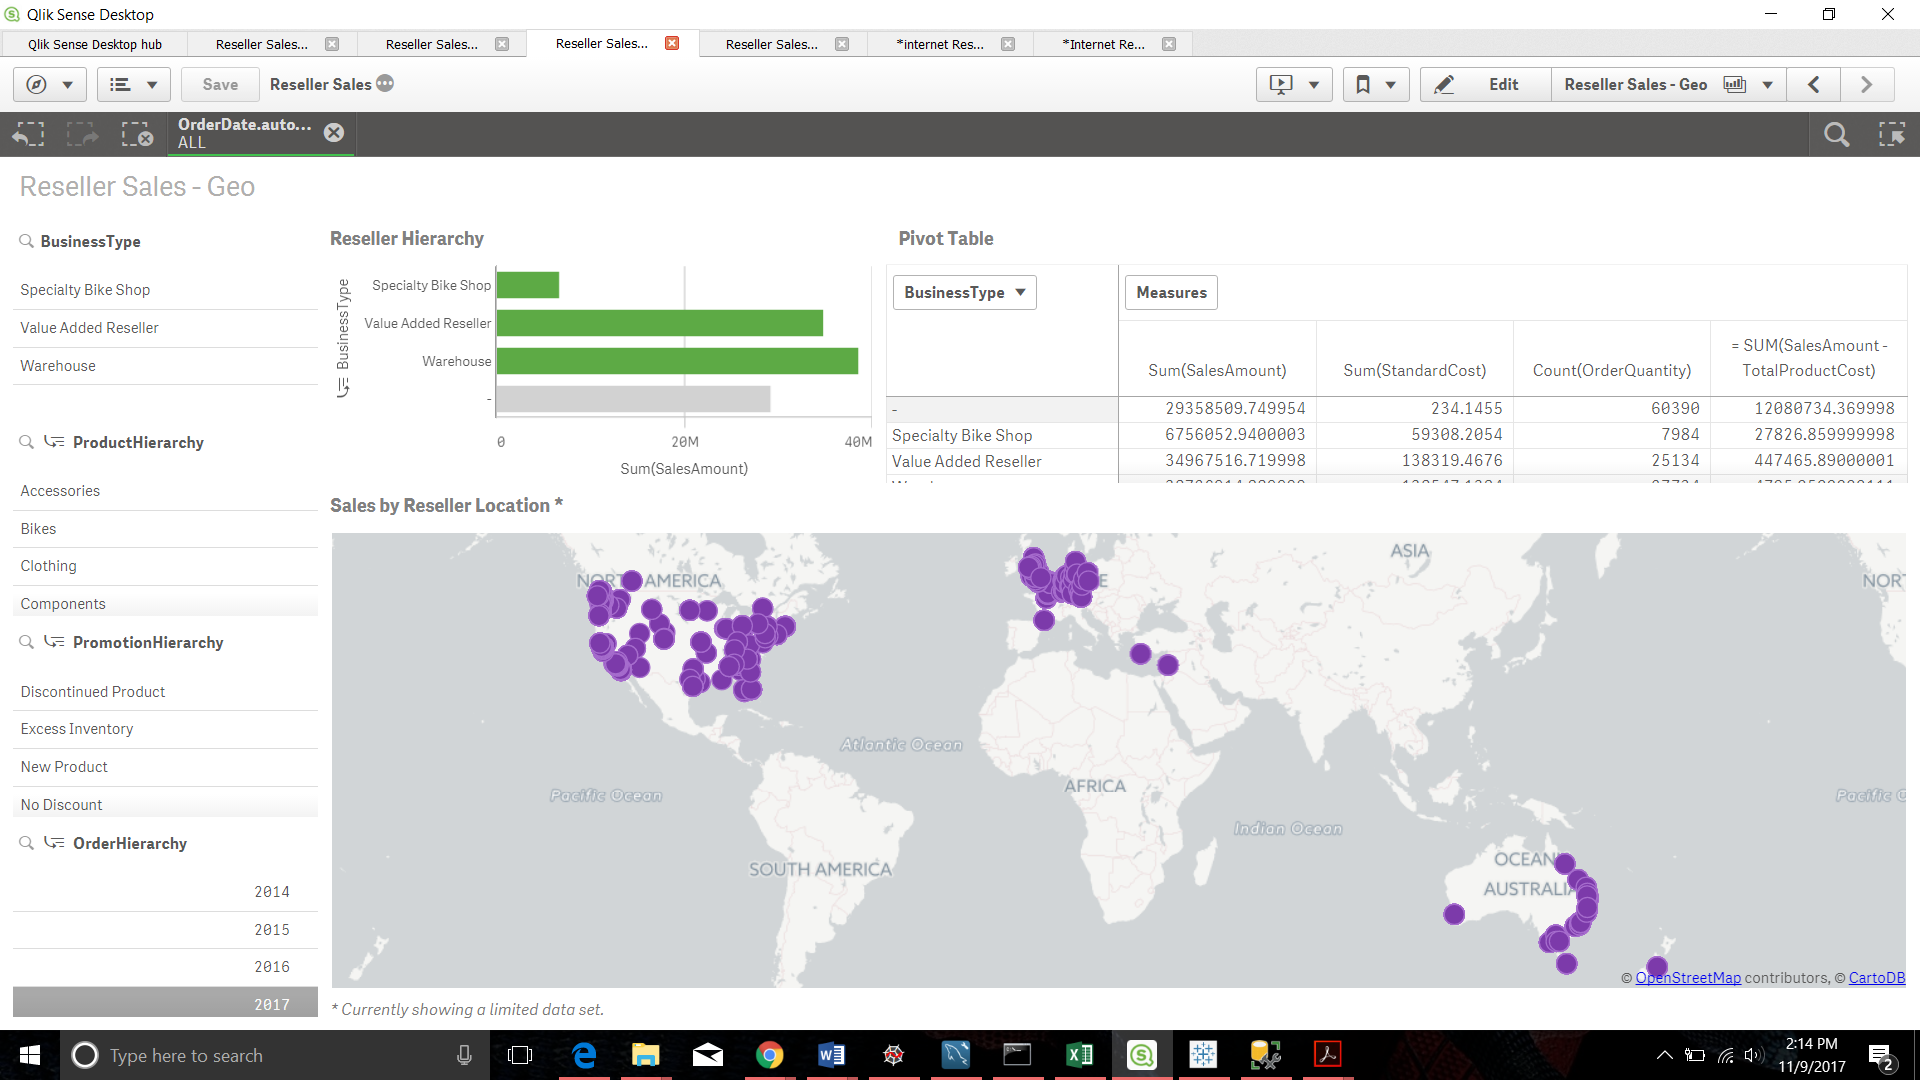 Qlik Sense Desktop
Qlik Sense Desktop hub
Reseller Sales...
Reseller Sales...
Reseller Sales...
Reseller Sales...
*internet Res...
*Internet Re...
Save
Reseller Sales
Edit
Reseller Sales - Geo
OrderDate.auto...
ALL
Reseller Sales - Geo
BusinessType
Specialty Bike Shop
Value Added Reseller
Warehouse
ProductHierarchy
Accessories
Bikes
Clothing
Components
PromotionHierarchy
Discontinued Product
Excess Inventory
New Product
No Discount
OrderHierarchy
2014
2015
2016
2017
Reseller Hierarchy
BusinessType
Specialty Bike Shop
Value Added Reseller
Warehouse
-
0 20M 40M
Sum(SalesAmount)
Pivot Table
BusinessType
Measures
Sum(SalesAmount) Sum(StandardCost) Count(OrderQuantity) = SUM(SalesAmount -
TotalProductCost)
- 29358509.749954 234.1455 60390 12080734.369998
Specialty Bike Shop 6756052.9400003 59308.2054 7984 27826.859999998
Value Added Reseller 34967516.719998 138319.4676 25134 447465.89000001
Sales by Reseller Location *
ASIA
NORTH AMERICA
Atlantic Ocean
Pacific Ocean
AFRICA
Pacific O
Indian Ocean
SOUTH AMERICA
AUSTRALIA
© OpenStreetMap contributors, © CartoDB
* Currently showing a limited data set.
Type here to search
2:14 PM
11/9/2017
2